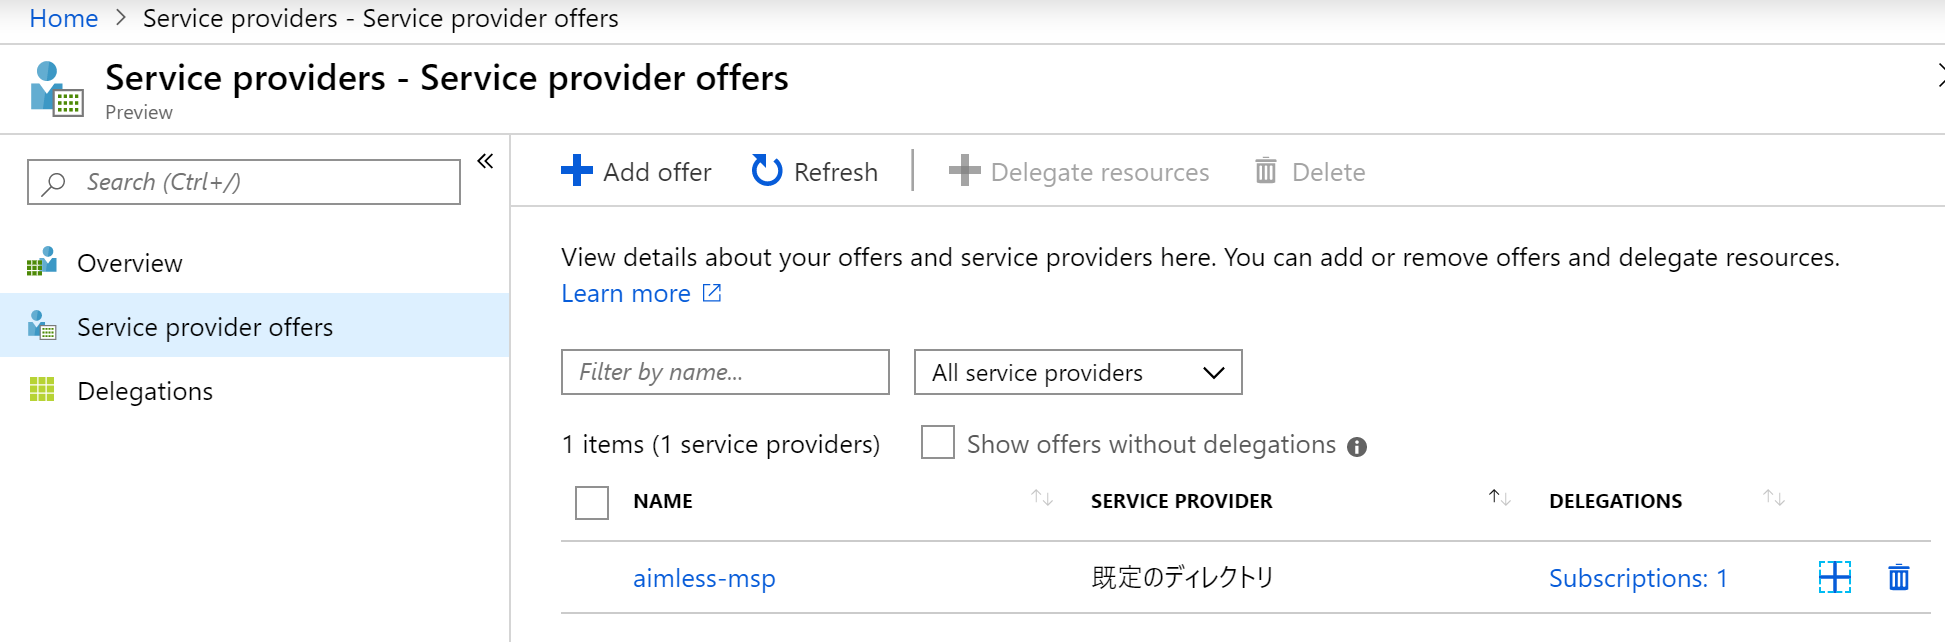 Home > Service providers - Service provider offers
Service providers - Service provider offers
Preview
Search (Ctrl+/)
Overview
Service provider offers
Delegations
Add offer Refresh Delegate resources Delete
View details about your offers and service providers here. You can add or remove offers and delegate resources.
Learn more
Filter by name... All service providers
1 items (1 service providers) Show offers without delegations
NAME SERVICE PROVIDER DELEGATIONS
aimless-msp 既定のディレクトリ Subscriptions: 1